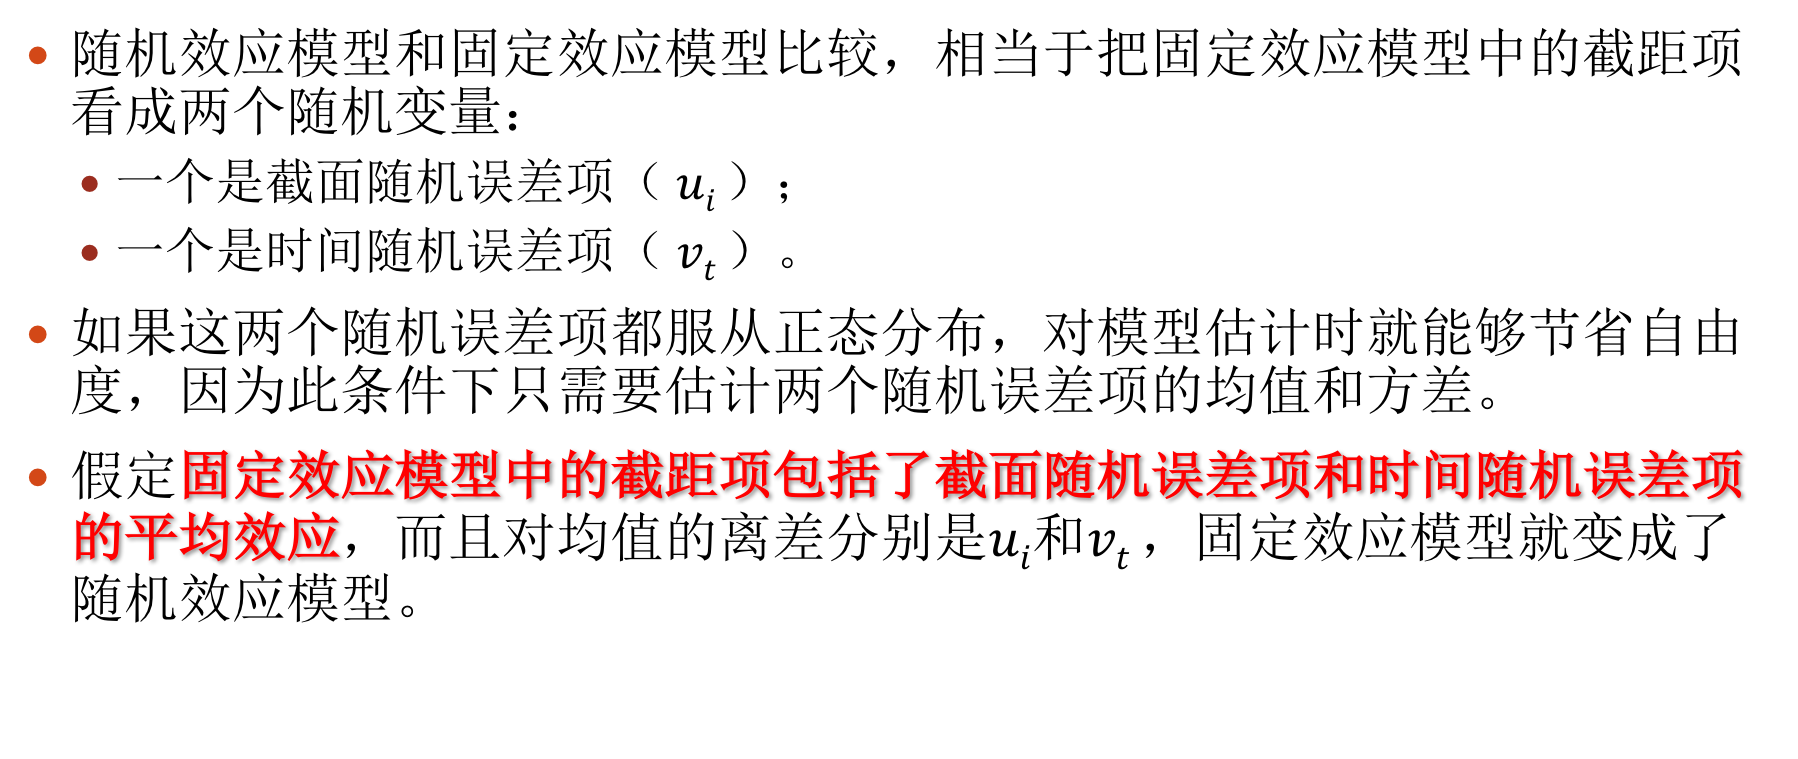 • 随机效应模型和固定效应模型比较，相当于把固定效应模型中的截距项
看成两个随机变量：
• 一个是截面随机误差项（ u_i ）；
• 一个是时间随机误差项（ v_t ）。
• 如果这两个随机误差项都服从正态分布，对模型估计时就能够节省自由
度，因为此条件下只需要估计两个随机误差项的均值和方差。
• 假定固定效应模型中的截距项包括了截面随机误差项和时间随机误差项
的平均效应，而且对均值的离差分别是u_i和v_t，固定效应模型就变成了
随机效应模型。